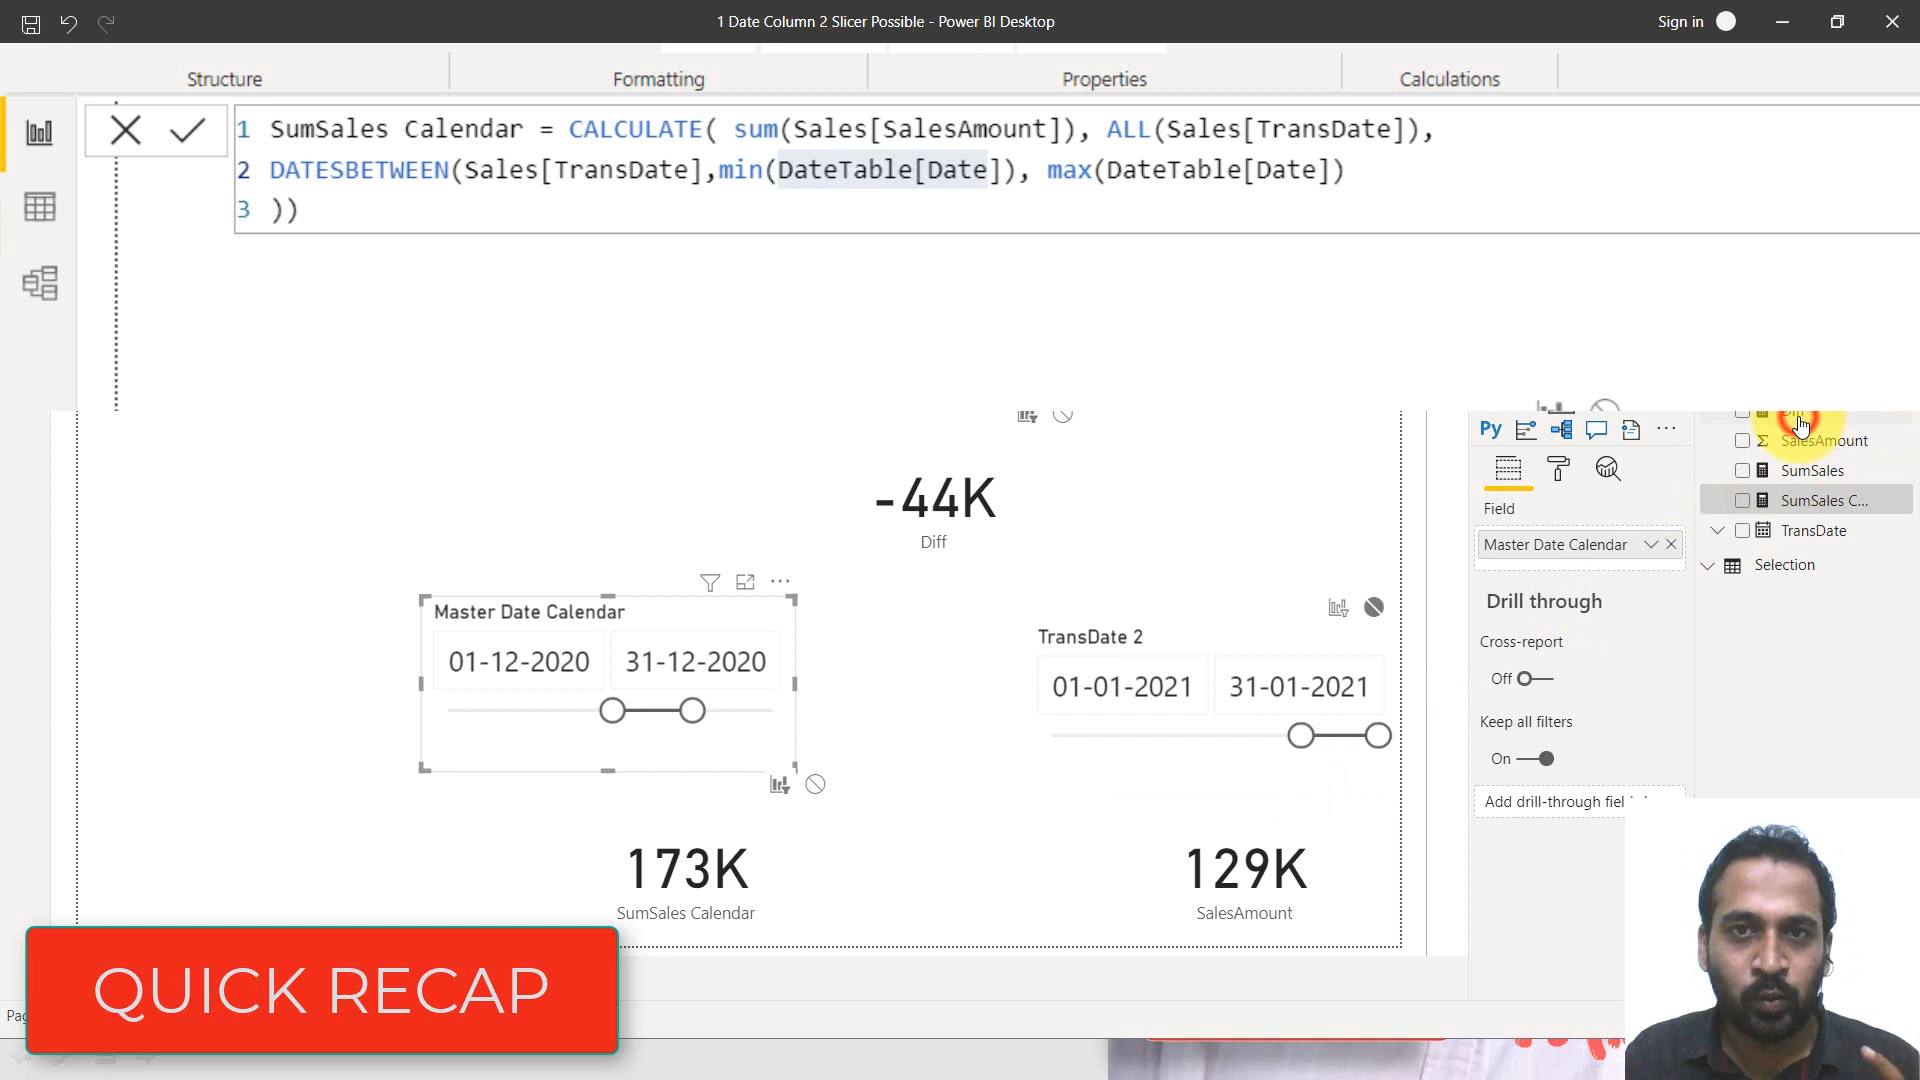 1 Date Column 2 Slicer Possible - Power BI Desktop
Sign in
Structure
Formatting
Properties
Calculations
1 SumSales Calendar = CALCULATE( sum(Sales[SalesAmount]), ALL(Sales[TransDate]),
2 DATESBETWEEN(Sales[TransDate],min(DateTable[Date]), max(DateTable[Date])
3 ))
-44K
Diff
Master Date Calendar
01-12-2020
31-12-2020
TransDate 2
01-01-2021
31-01-2021
173K
SumSales Calendar
129K
SalesAmount
Py
Field
Master Date Calendar
Drill through
Cross-report
Off
Keep all filters
On
Add drill-through fiel
SalesAmount
SumSales
SumSales C...
TransDate
Selection
QUICK RECAP